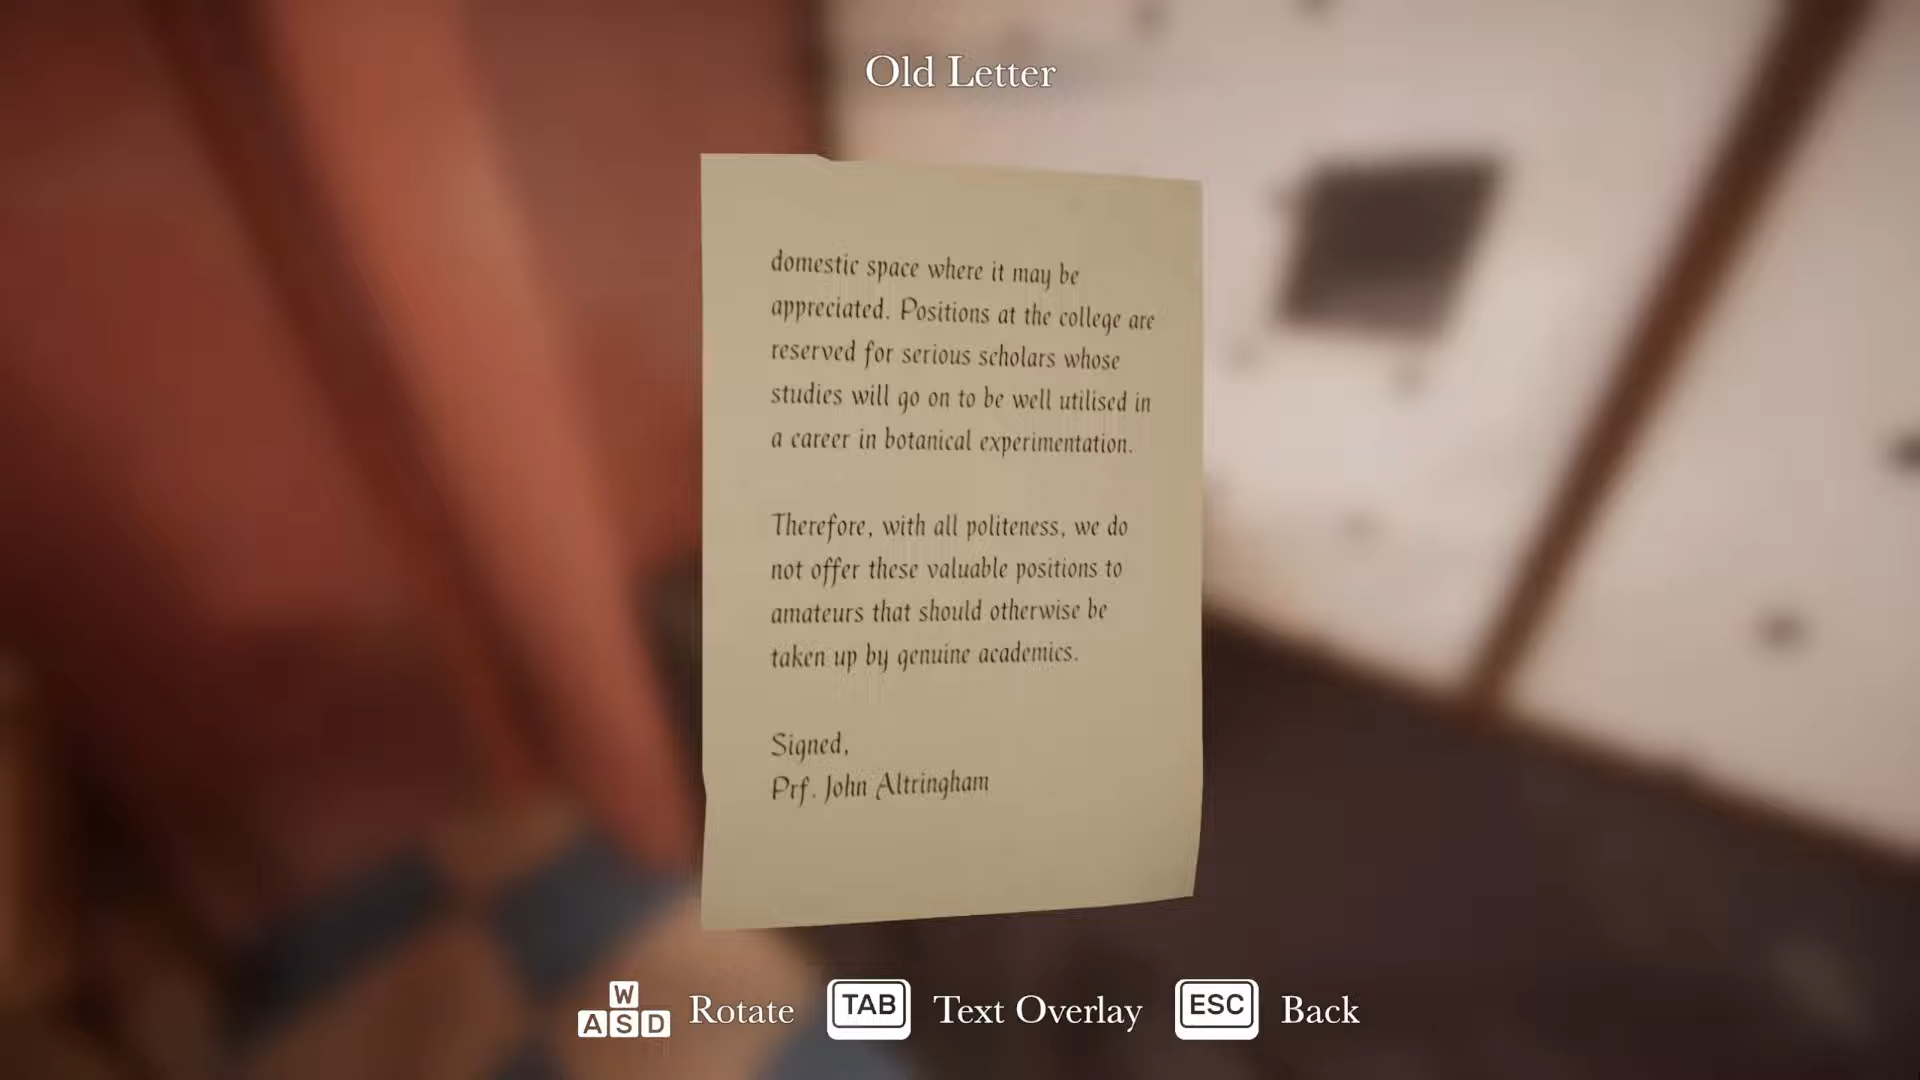 Old Letter
domestic space where it may be
appreciated. Positions at the college are
reserved for serious scholars whose
studies will go on to be well utilised in
a career in botanical experimentation.
Therefore, with all politeness, we do
not offer these valuable positions to
amateurs that should otherwise be
taken up by genuine academics.
Signed,
Prf. John Altringham
W
A S D Rotate TAB Text Overlay ESC Back